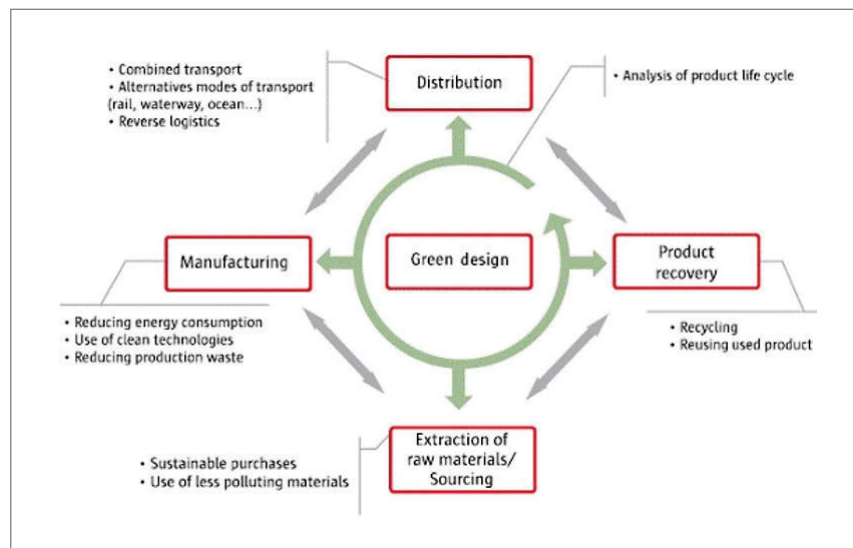 • Combined transport
• Alternatives modes of transport
(rail, waterway, ocean...)
• Reverse logistics
Distribution
• Analysis of product life cycle
Manufacturing
Green design
Product
recovery
• Reducing energy consumption
• Use of clean technologies
• Reducing production waste
• Recycling
• Reusing used product
• Sustainable purchases
• Use of less polluting materials
Extraction of
raw materials/
Sourcing